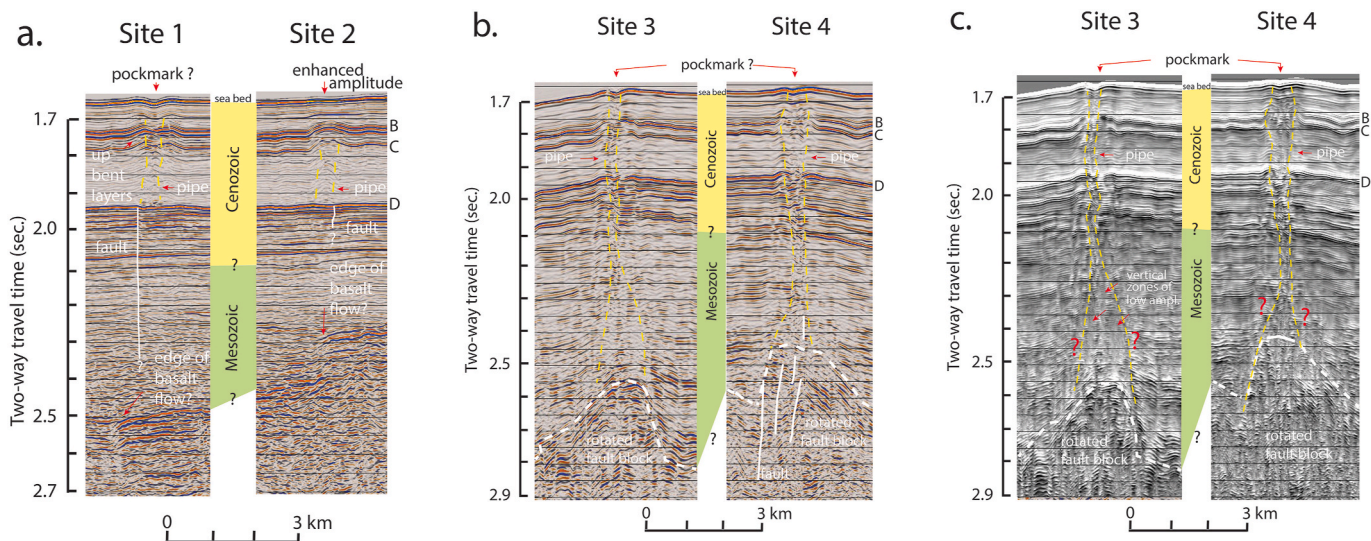 a.
Site 1
Site 2
pockmark ?
enhanced
amplitude
sea bed
1.7
2.0
2.5
2.7
Two-way travel time (sec.)
B
C
D
up
bent
layers
pipe
pipe
fault
fault
?
edge of
basalt
flow?
edge of
basalt
flow?
Cenozoic
?
Mesozoic
?
0
3 km
b.
Site 3
Site 4
pockmark ?
sea bed
1.7
2.0
2.5
2.9
Two-way travel time (sec.)
B
C
D
pipe
pipe
Cenozoic
?
Mesozoic
?
rotated
fault block
rotated
fault block
fault
0
3 km
c.
Site 3
Site 4
pockmark
sea bed
1.7
2.0
2.5
2.9
Two-way travel time (sec.)
B
C
D
pipe
pipe
vertical
zones of
low ampl.
?
?
?
?
Cenozoic
?
Mesozoic
?
rotated
fault block
rotated
fault block
0
3 km